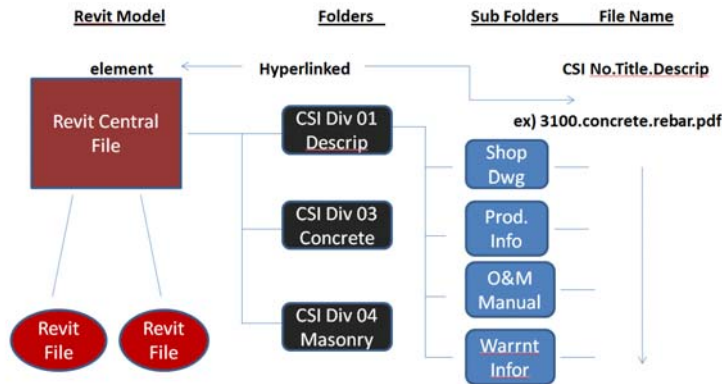 Revit Model
Folders
Sub Folders
File Name
element
Hyperlinked
CSI No.Title.Descrip
ex) 3100.concrete.rebar.pdf
Revit Central
File
CSI Div 01
Descrip
CSI Div 03
Concrete
CSI Div 04
Masonry
Shop
Dwg
Prod.
Info
O&M
Manual
Warrnt
Infor
Revit
File
Revit
File